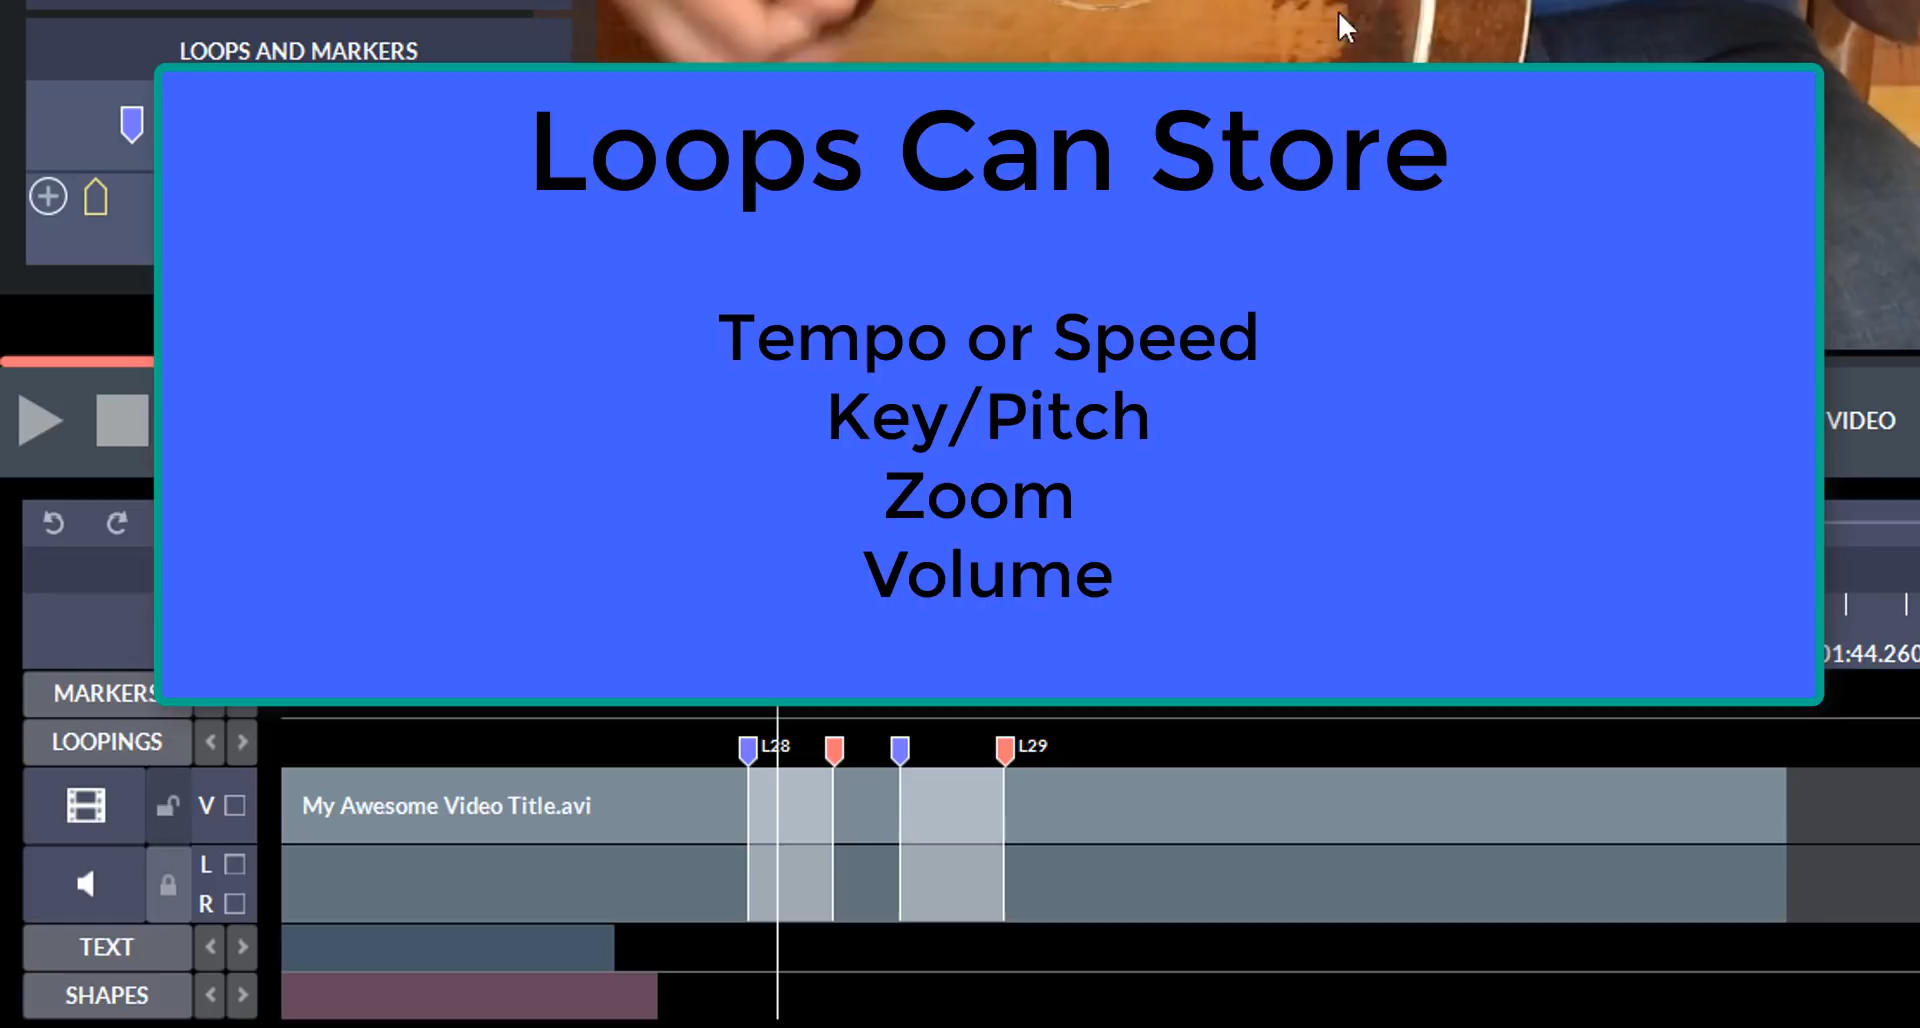 LOOPS AND MARKERS
Loops Can Store
Tempo or Speed
Key/Pitch
Zoom
Volume
VIDEO
01:44.260
MARKERS
LOOPINGS
L28
L29
V
My Awesome Video Title.avi
L
R
TEXT
SHAPES